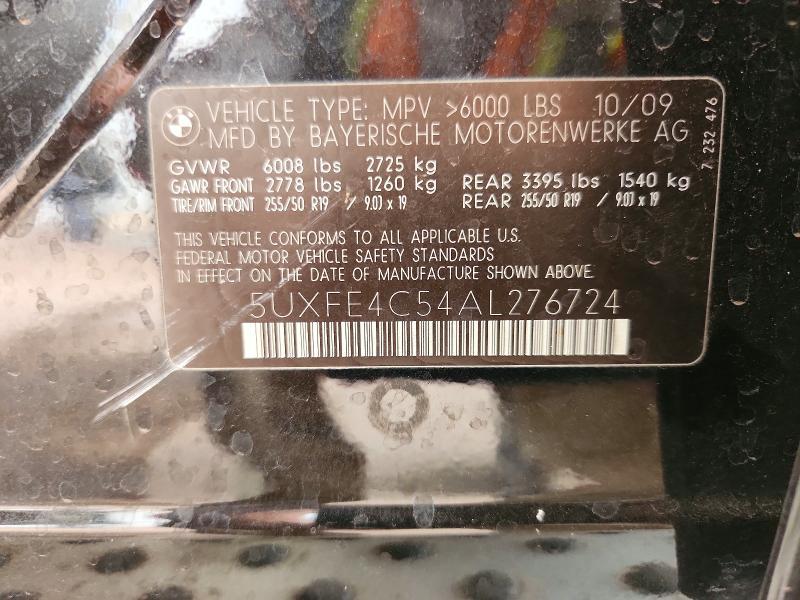 VEHICLE TYPE: MPV >6000 LBS 10/09
MFD BY BAYERISCHE MOTORENWERKE AG
7 232 476
GVWR 6008 lbs 2725 kg
GAWR FRONT 2778 lbs 1260 kg REAR 3395 lbs 1540 kg
TIRE/RIM FRONT 255/50 R19 / 9.0J x 19 REAR 255/50 R19 / 9.0J x 19
THIS VEHICLE CONFORMS TO ALL APPLICABLE U.S.
FEDERAL MOTOR VEHICLE SAFETY STANDARDS
IN EFFECT ON THE DATE OF MANUFACTURE SHOWN ABOVE.
5UXFE4C54AL276724